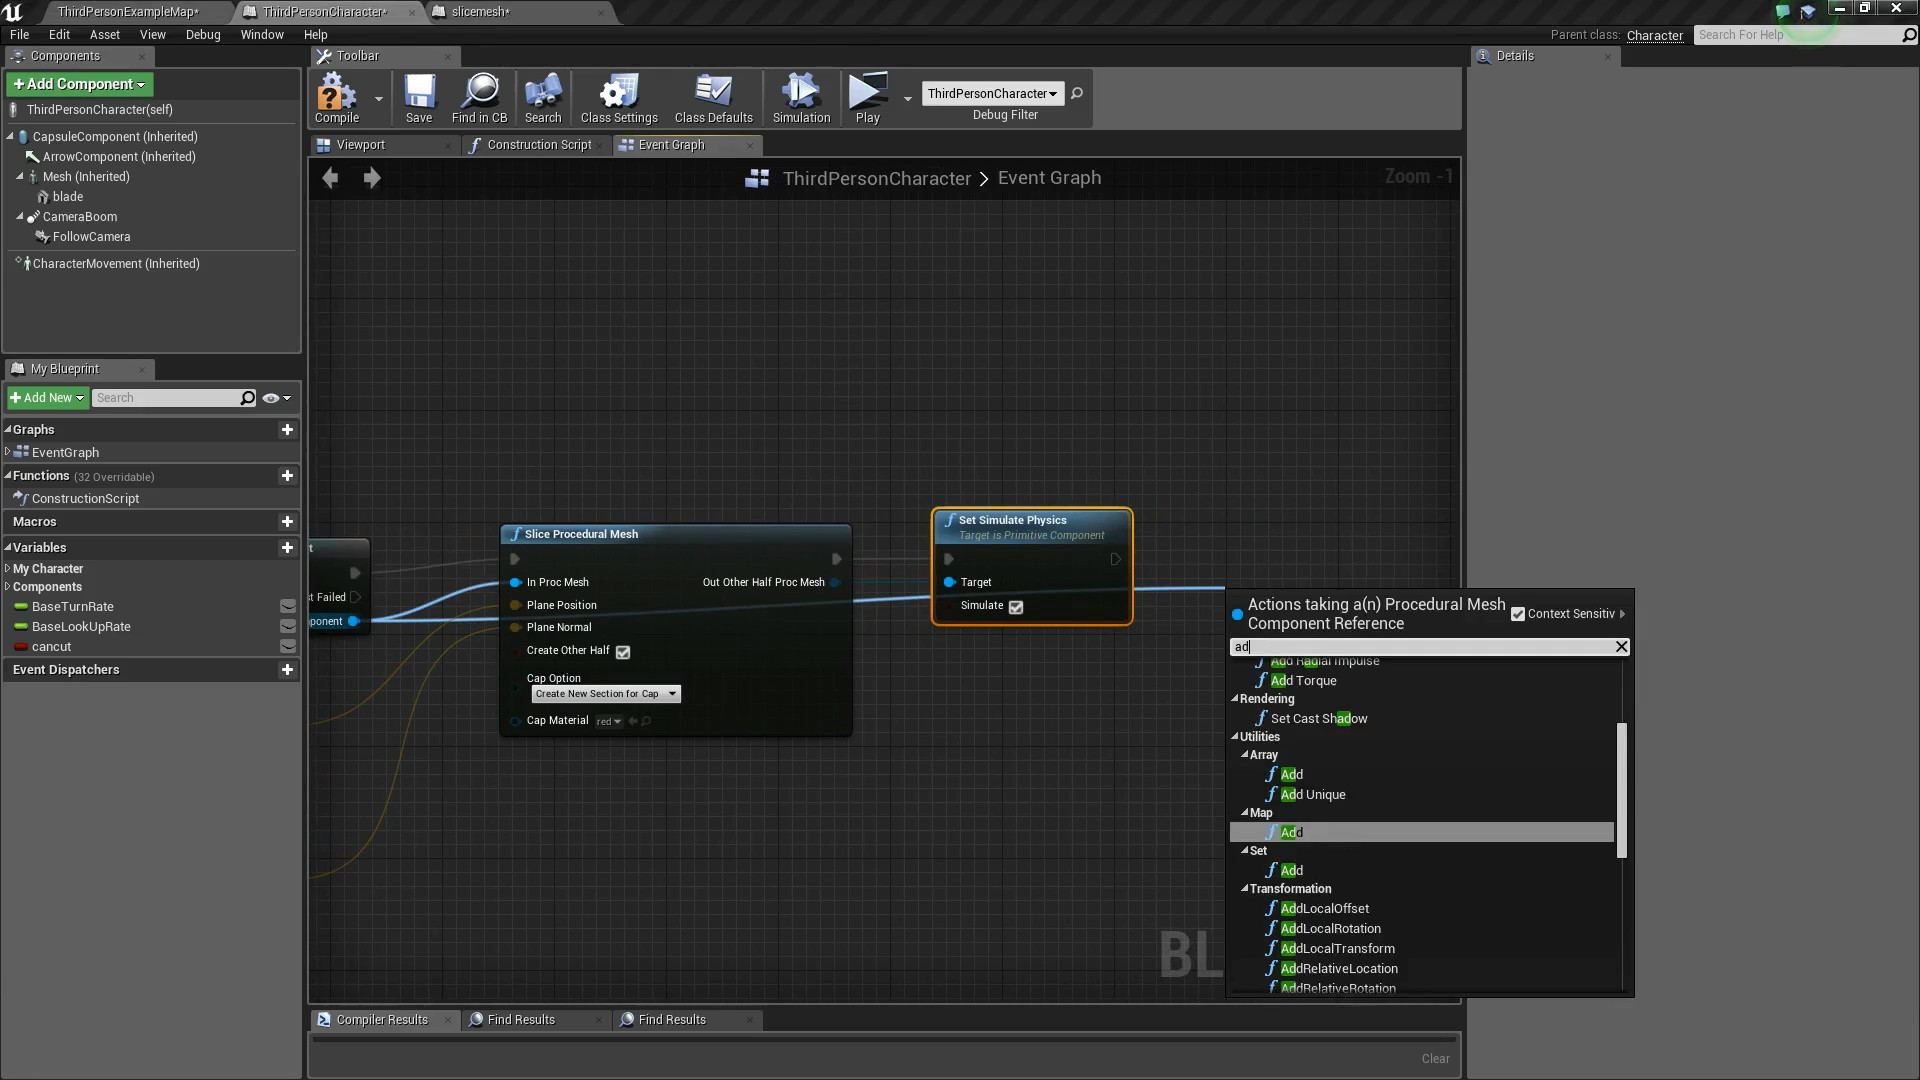 ThirdPersonExampleMap*
ThirdPersonCharacter*
slicemesh*
File Edit Asset View Debug Window Help
Parent class: Character
Search For Help
Components
+Add Component
ThirdPersonCharacter(self)
CapsuleComponent (Inherited)
ArrowComponent (Inherited)
Mesh (Inherited)
blade
CameraBoom
FollowCamera
CharacterMovement (Inherited)
My Blueprint
+Add New
Search
Graphs
EventGraph
Functions (32 Overridable)
ConstructionScript
Macros
Variables
My Character
Components
BaseTurnRate
BaseLookUpRate
cancut
Event Dispatchers
Toolbar
Compile
Save
Find in CB
Search
Class Settings
Class Defaults
Simulation
Play
ThirdPersonCharacter
Debug Filter
Viewport
Construction Script
Event Graph
ThirdPersonCharacter > Event Graph
Zoom -1
t
t Failed
ponent
Slice Procedural Mesh
In Proc Mesh
Out Other Half Proc Mesh
Plane Position
Plane Normal
Create Other Half
Cap Option
Create New Section for Cap
Cap Material red
Set Simulate Physics
Target is Primitive Component
Target
Simulate
BL
Actions taking a(n) Procedural Mesh
Component Reference
Context Sensitiv
ad
Add Radial Impulse
Add Torque
Rendering
Set Cast Shadow
Utilities
Array
Add
Add Unique
Map
Add
Set
Add
Transformation
AddLocalOffset
AddLocalRotation
AddLocalTransform
AddRelativeLocation
AddRelativeRotation
Compiler Results
Find Results
Find Results
Clear
Details